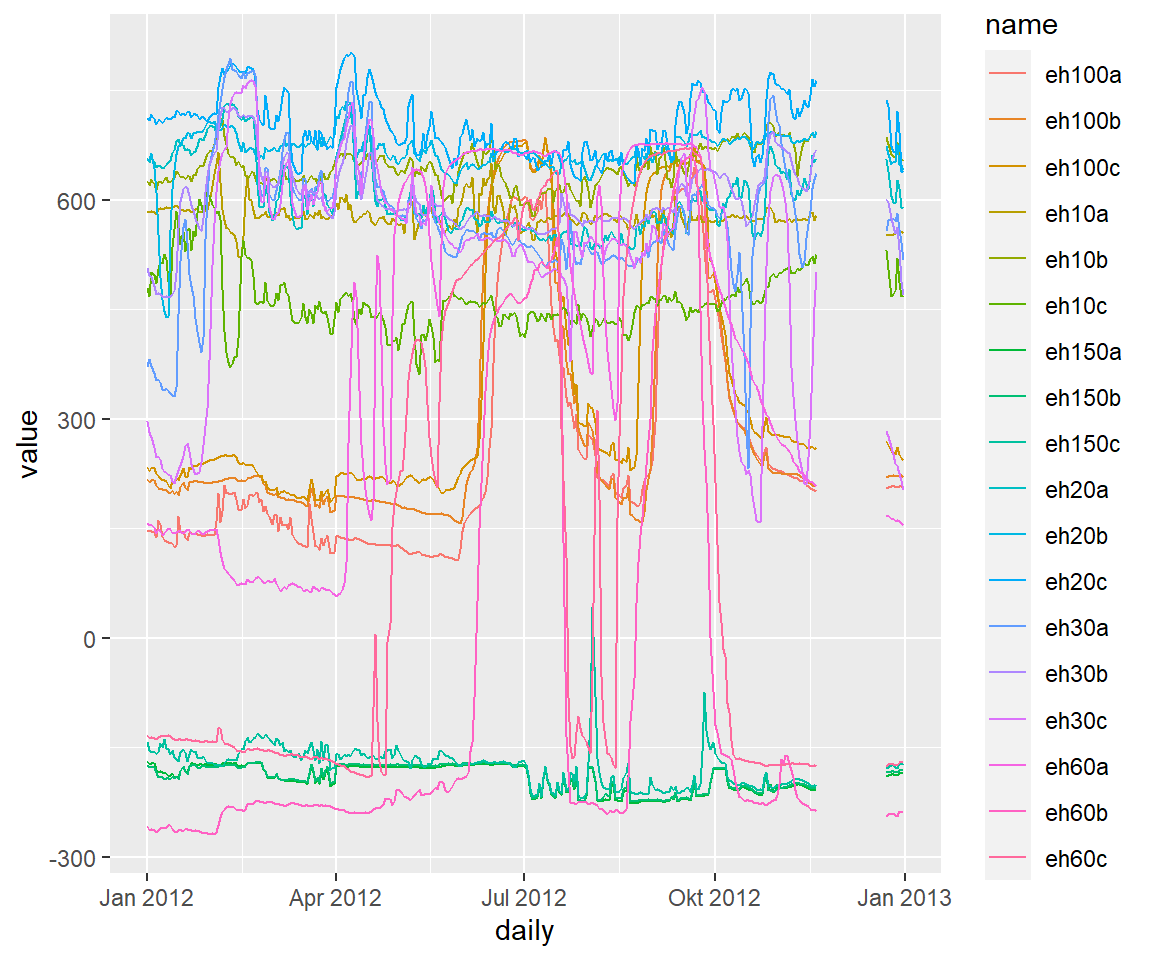 name
eh100a
eh100b
eh100c
eh10a
eh10b
eh10c
eh150a
eh150b
eh150c
eh20a
eh20b
eh20c
eh30a
eh30b
eh30c
eh60a
eh60b
eh60c
value
600
300
0
-300
Jan 2012 Apr 2012 Jul 2012 Okt 2012 Jan 2013
daily